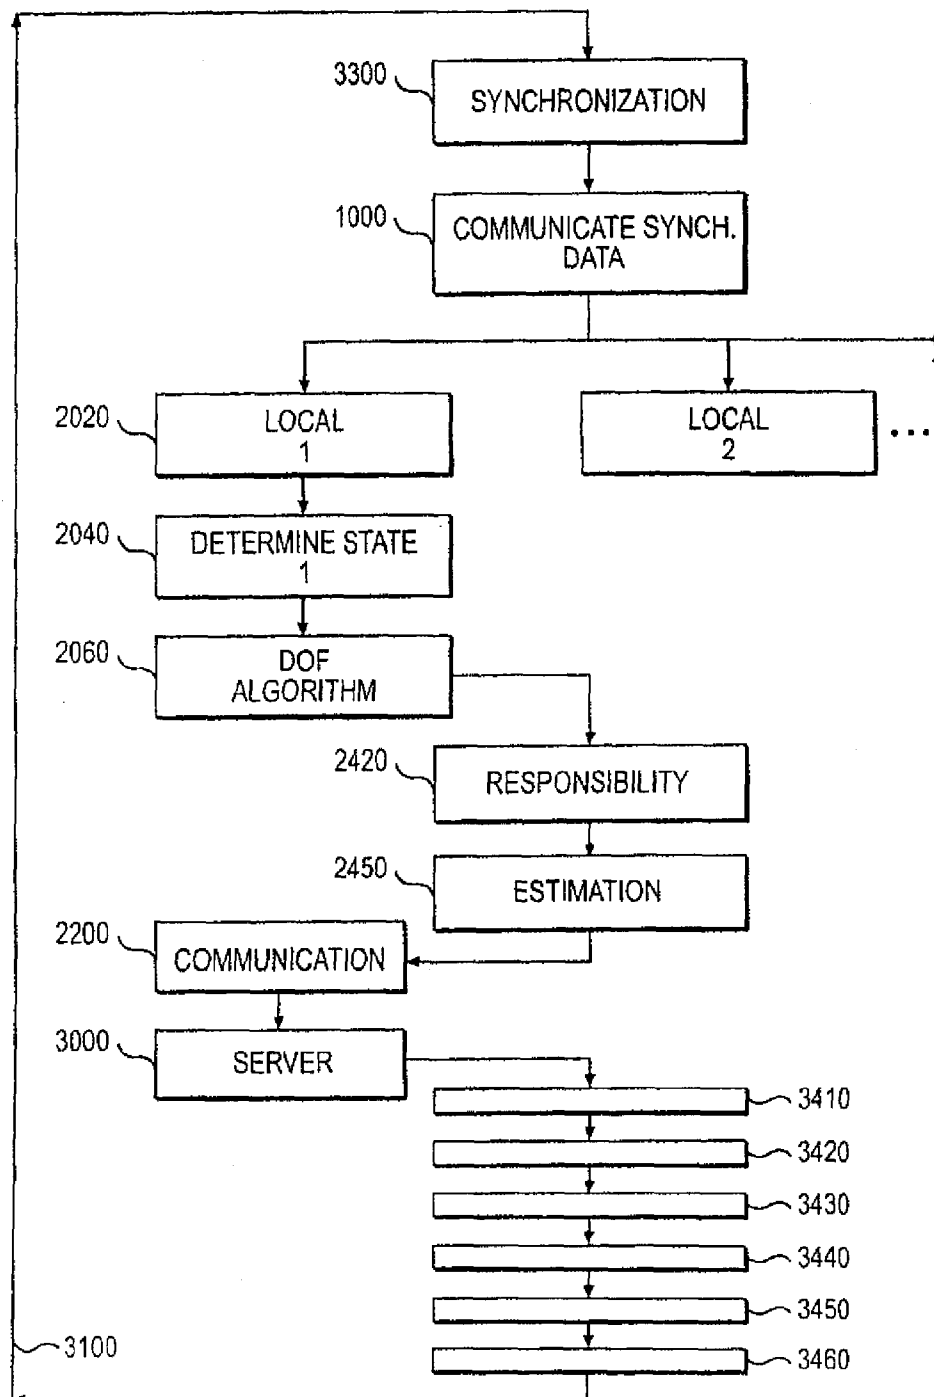 3300
SYNCHRONIZATION
1000
COMMUNICATE SYNCH.
DATA
2020
LOCAL
1
LOCAL
2
...
2040
DETERMINE STATE
1
2060
DOF
ALGORITHM
2420
RESPONSIBILITY
2450
ESTIMATION
2200
COMMUNICATION
3000
SERVER
3410
3420
3430
3440
3450
3100
3460